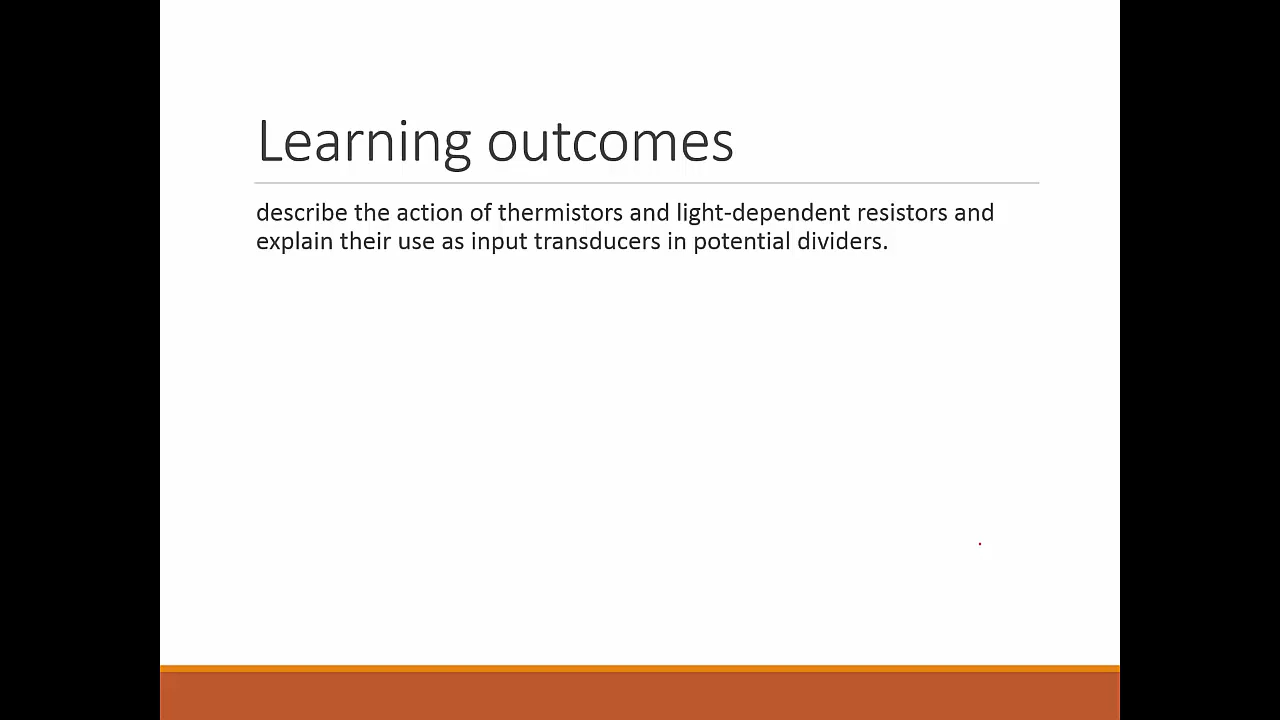 Learning outcomes
describe the action of thermistors and light-dependent resistors and
explain their use as input transducers in potential dividers.